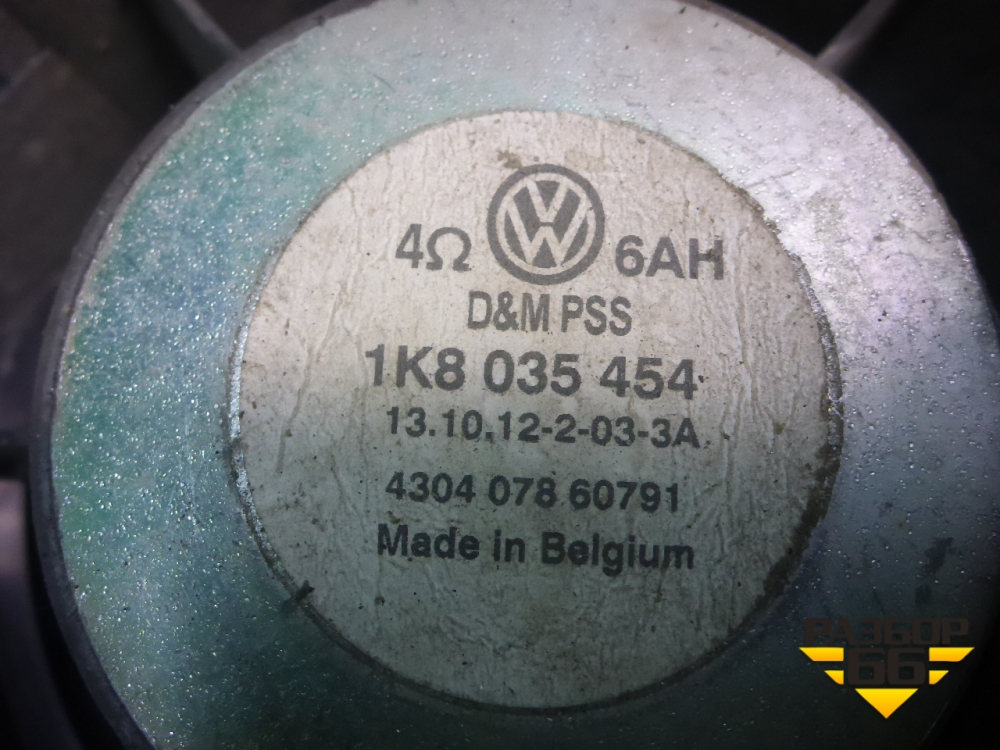 4Ω VW 6AH
D&M PSS
1K8 035 454
13.10.12-2-03-3A
4304 078 60791
Made in Belgium
РАЗБОР
66